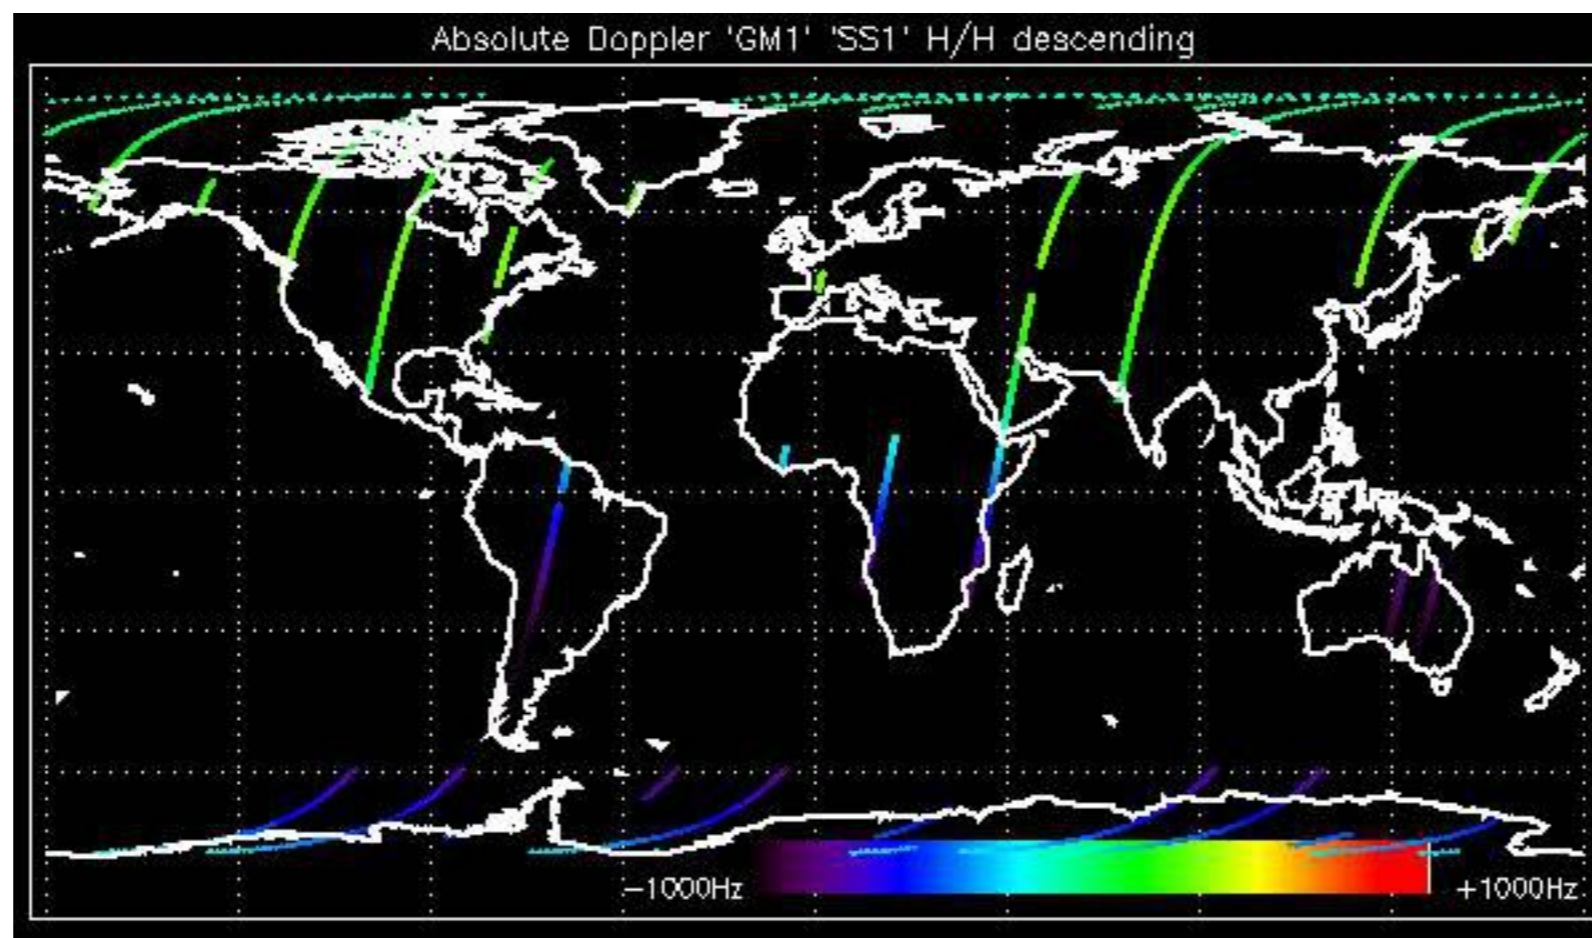 Absolute Doppler 'GM1' 'SS1' H/H descending
−1000Hz
+1000Hz